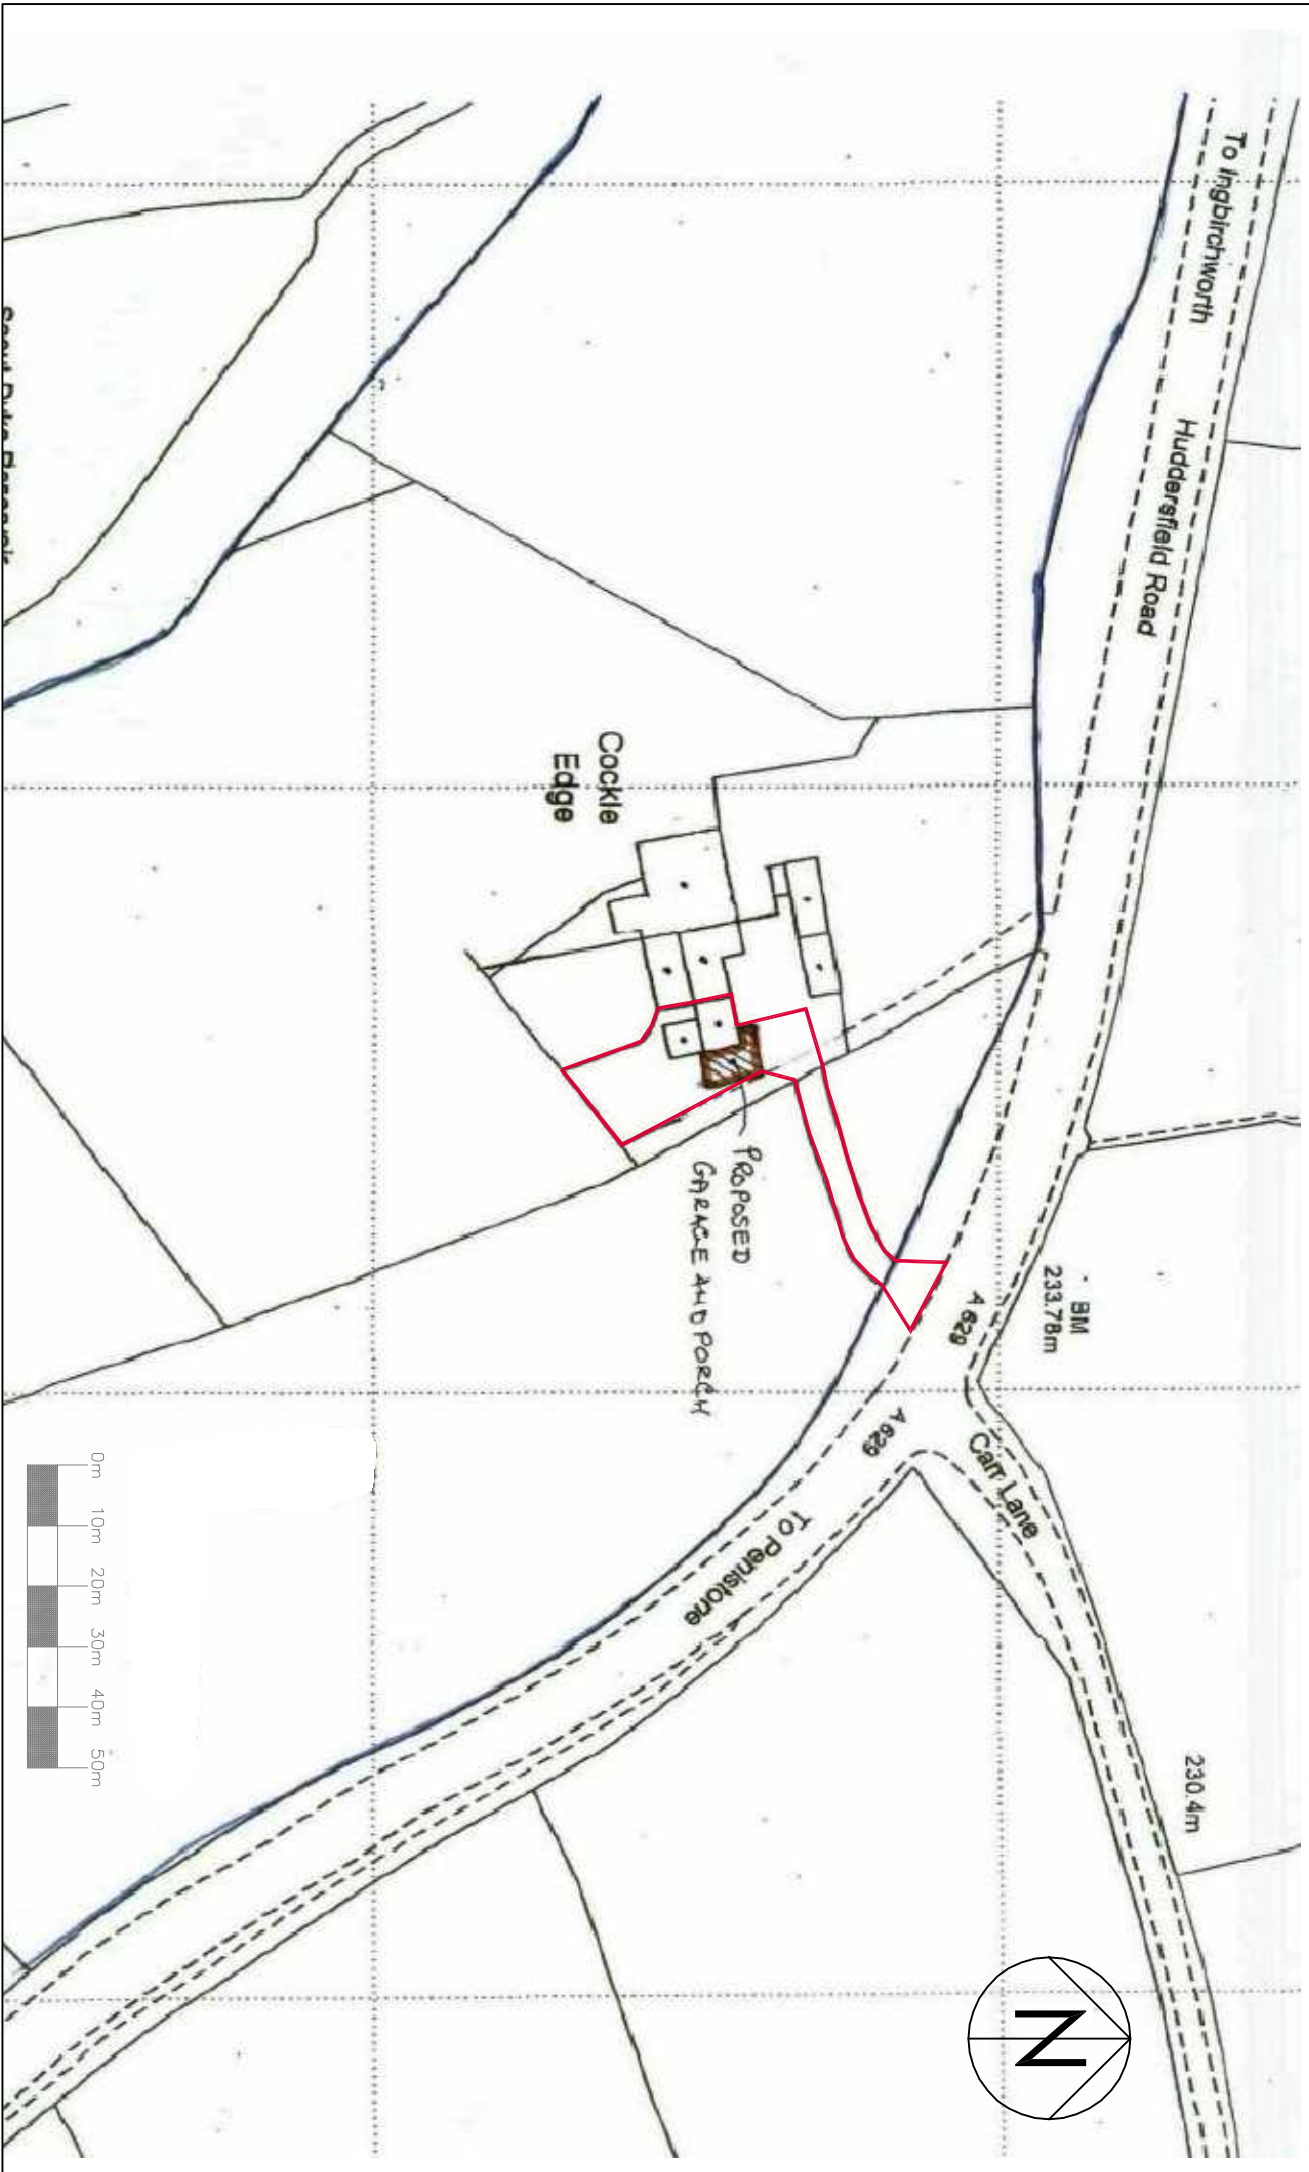 To Ingbirchworth
Huddersfield Road
Cockle
Edge
PROPOSED
GARAGE AND PORCH
BM
233.78m
A 629
A 629
Carr Lane
To Penistone
230.4m
0m 10m 20m 30m 40m 50m
N